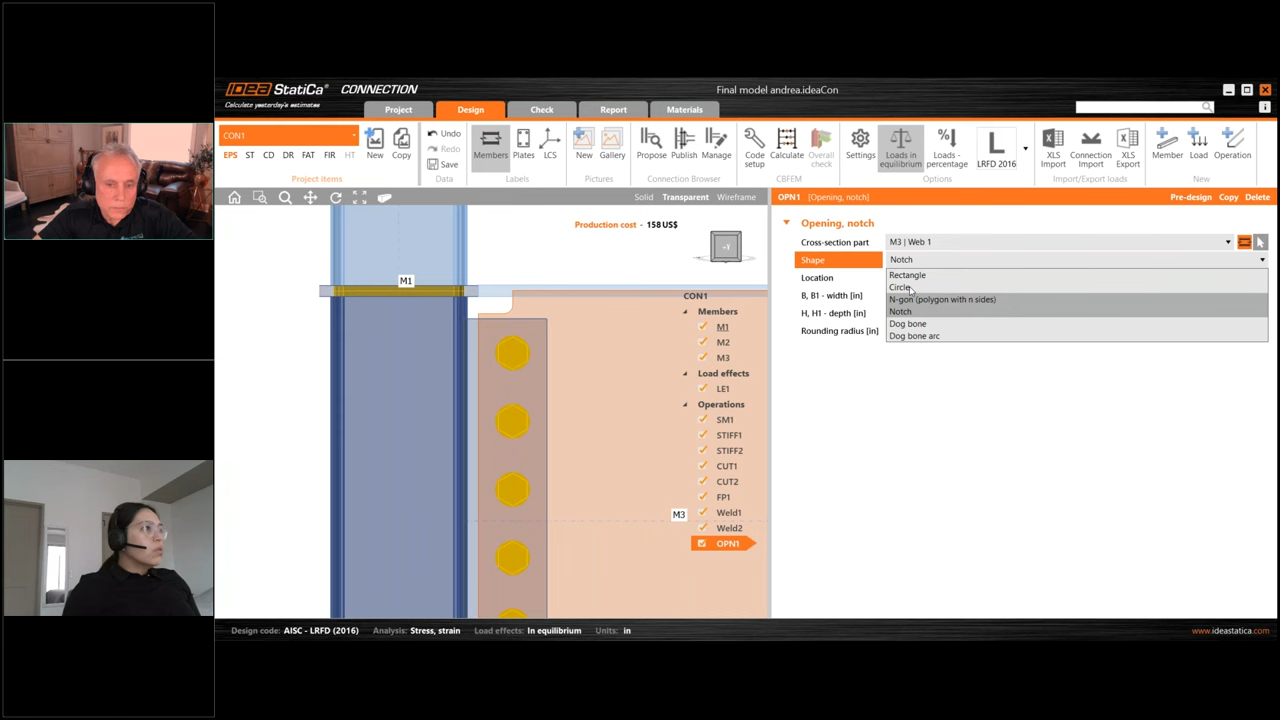 IDEA StatiCa® CONNECTION
Calculate yesterday's estimates
Final model andrea.ideaCon
Project Design Check Report Materials
CON1
EPS ST CD DR FAT FIR HT
New Copy
Undo
Redo
Save
Members Plates LCS
New Gallery
Propose Publish Manage
Code setup Calculate Overall check
Settings Loads in equilibrium Loads - percentage LRFD 2016
XLS Import Connection Import XLS Export
Member Load Operation
Project Items Data Labels Pictures Connection Browser CBFEM Options Import/Export loads New
Solid Transparent Wireframe
OPN1 [Opening, notch] Pre-design Copy Delete
Production cost - 158 US$
+Y
M1
M3
CON1
Members
M1
M2
M3
Load effects
LE1
Operations
SM1
STIFF1
STIFF2
CUT1
CUT2
FP1
Weld1
Weld2
OPN1
Opening, notch
Cross-section part M3 | Web 1
Shape Notch
Location
B, B1 - width [in]
H, H1 - depth [in]
Rounding radius [in]
Rectangle
Circle
N-gon (polygon with n sides)
Notch
Dog bone
Dog bone arc
Design code: AISC - LRFD (2016) Analysis: Stress, strain Load effects: In equilibrium Units: in
www.ideastatica.com